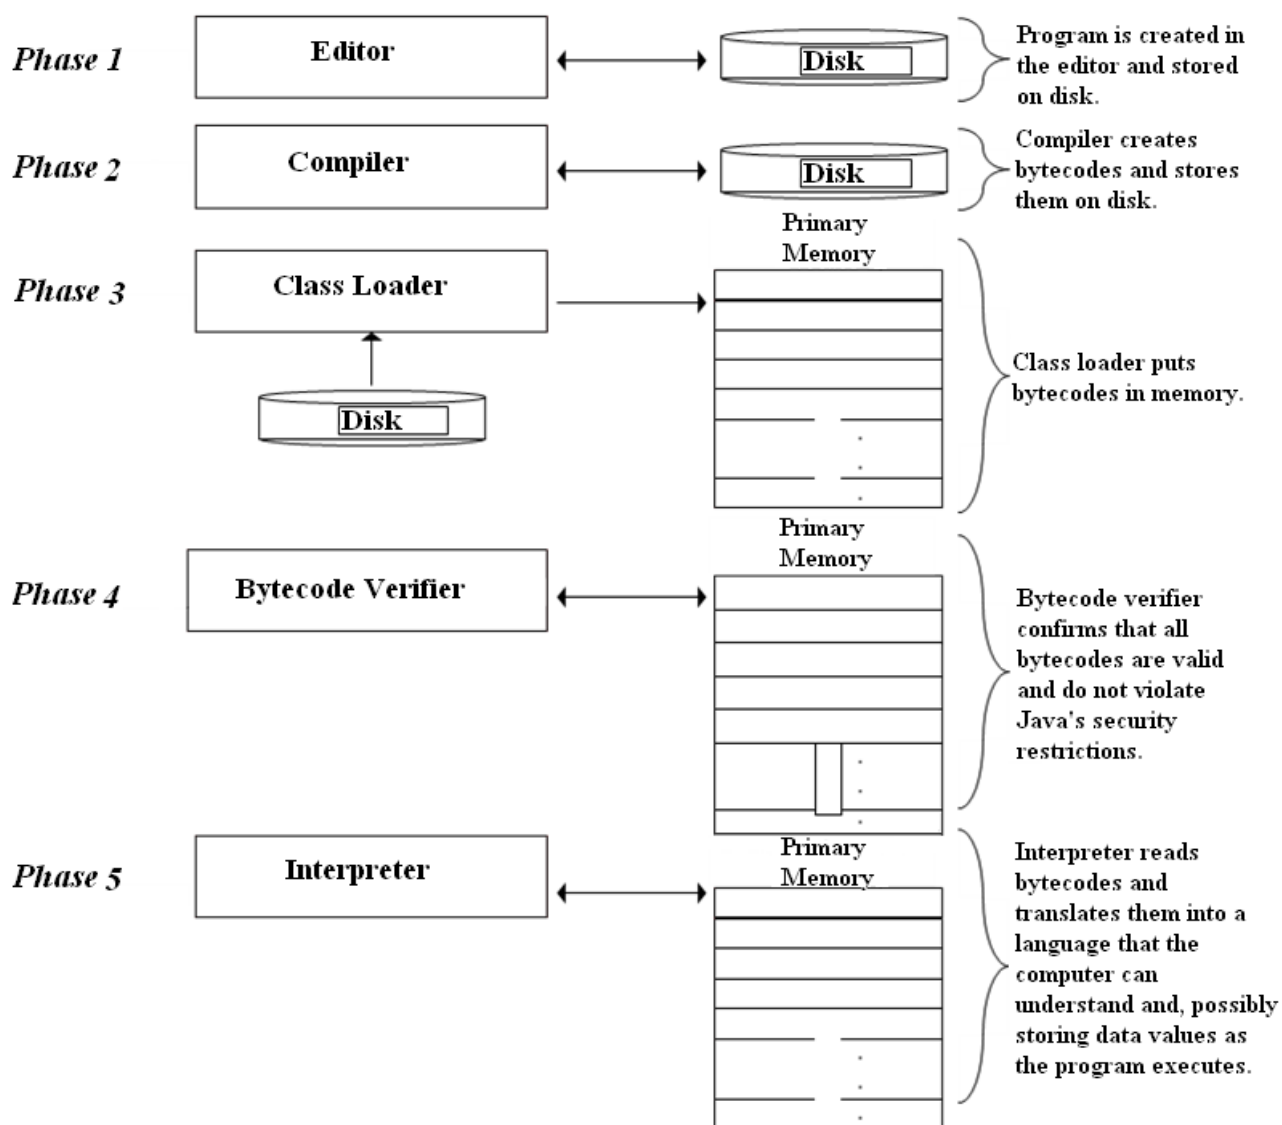 Phase 1
Editor
Disk
Program is created in
the editor and stored
on disk.
Phase 2
Compiler
Disk
Compiler creates
bytecodes and stores
them on disk.
Phase 3
Class Loader
Disk
Primary
Memory
Class loader puts
bytecodes in memory.
Phase 4
Bytecode Verifier
Primary
Memory
Bytecode verifier
confirms that all
bytecodes are valid
and do not violate
Java's security
restrictions.
Phase 5
Interpreter
Primary
Memory
Interpreter reads
bytecodes and
translates them into a
language that the
computer can
understand and, possibly
storing data values as
the program executes.